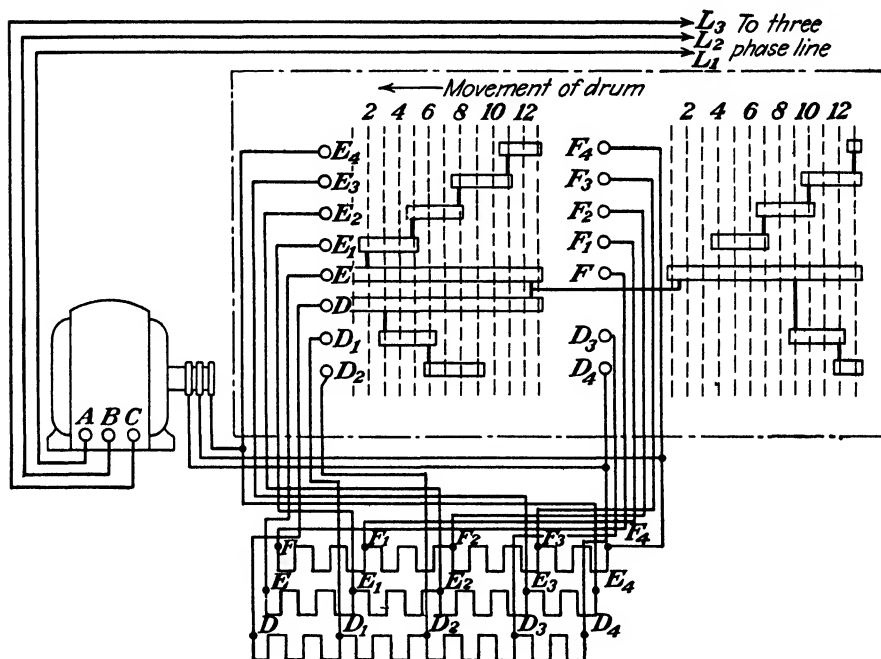 L3 To three
L2 phase line
L1
Movement of drum
2 4 6 8 10 12 2 4 6 8 10 12
E4 F4
E3 F3
E2 F2
E1 F1
E F
D
D1 D3
D2 D4
A B C
F F1 F2 F3 F4
E E1 E2 E3 E4
D D1 D2 D3 D4